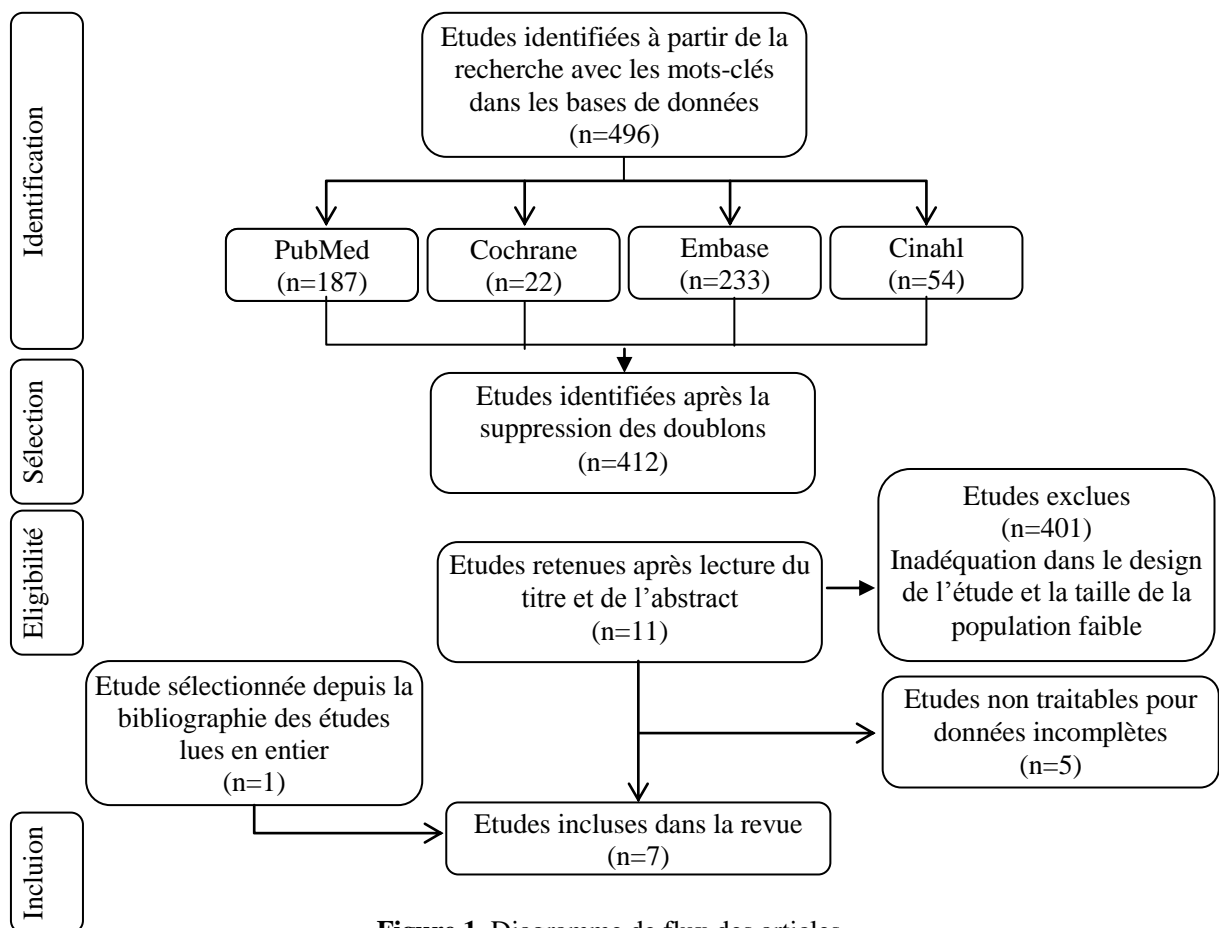 Identification
Etudes identifiées à partir de la
recherche avec les mots-clés
dans les bases de données
(n=496)
PubMed
(n=187)
Cochrane
(n=22)
Embase
(n=233)
Cinahl
(n=54)
Sélection
Etudes identifiées après la
suppression des doublons
(n=412)
Eligibilité
Etudes retenues après lecture du
titre et de l’abstract
(n=11)
Etudes exclues
(n=401)
Inadéquation dans le design
de l’étude et la taille de la
population faible
Etude sélectionnée depuis la
bibliographie des études
lues en entier
(n=1)
Etudes non traitables pour
données incomplètes
(n=5)
Incluion
Etudes incluses dans la revue
(n=7)
Figure 1. Diagramme de flux des articles